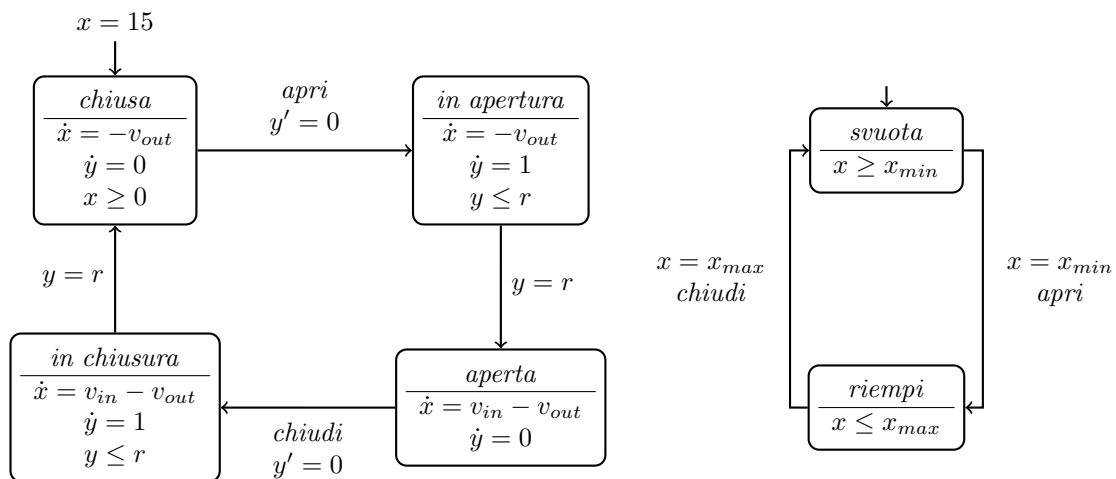 x = 15
chiusa
ẋ = −v_out
ẏ = 0
x ≥ 0
apri
y′ = 0
in apertura
ẋ = −v_out
ẏ = 1
y ≤ r
y = r
y = r
in chiusura
ẋ = v_in − v_out
ẏ = 1
y ≤ r
chiudi
y′ = 0
aperta
ẋ = v_in − v_out
ẏ = 0
svuota
x ≥ x_min
x = x_max
chiudi
x = x_min
apri
riempi
x ≤ x_max